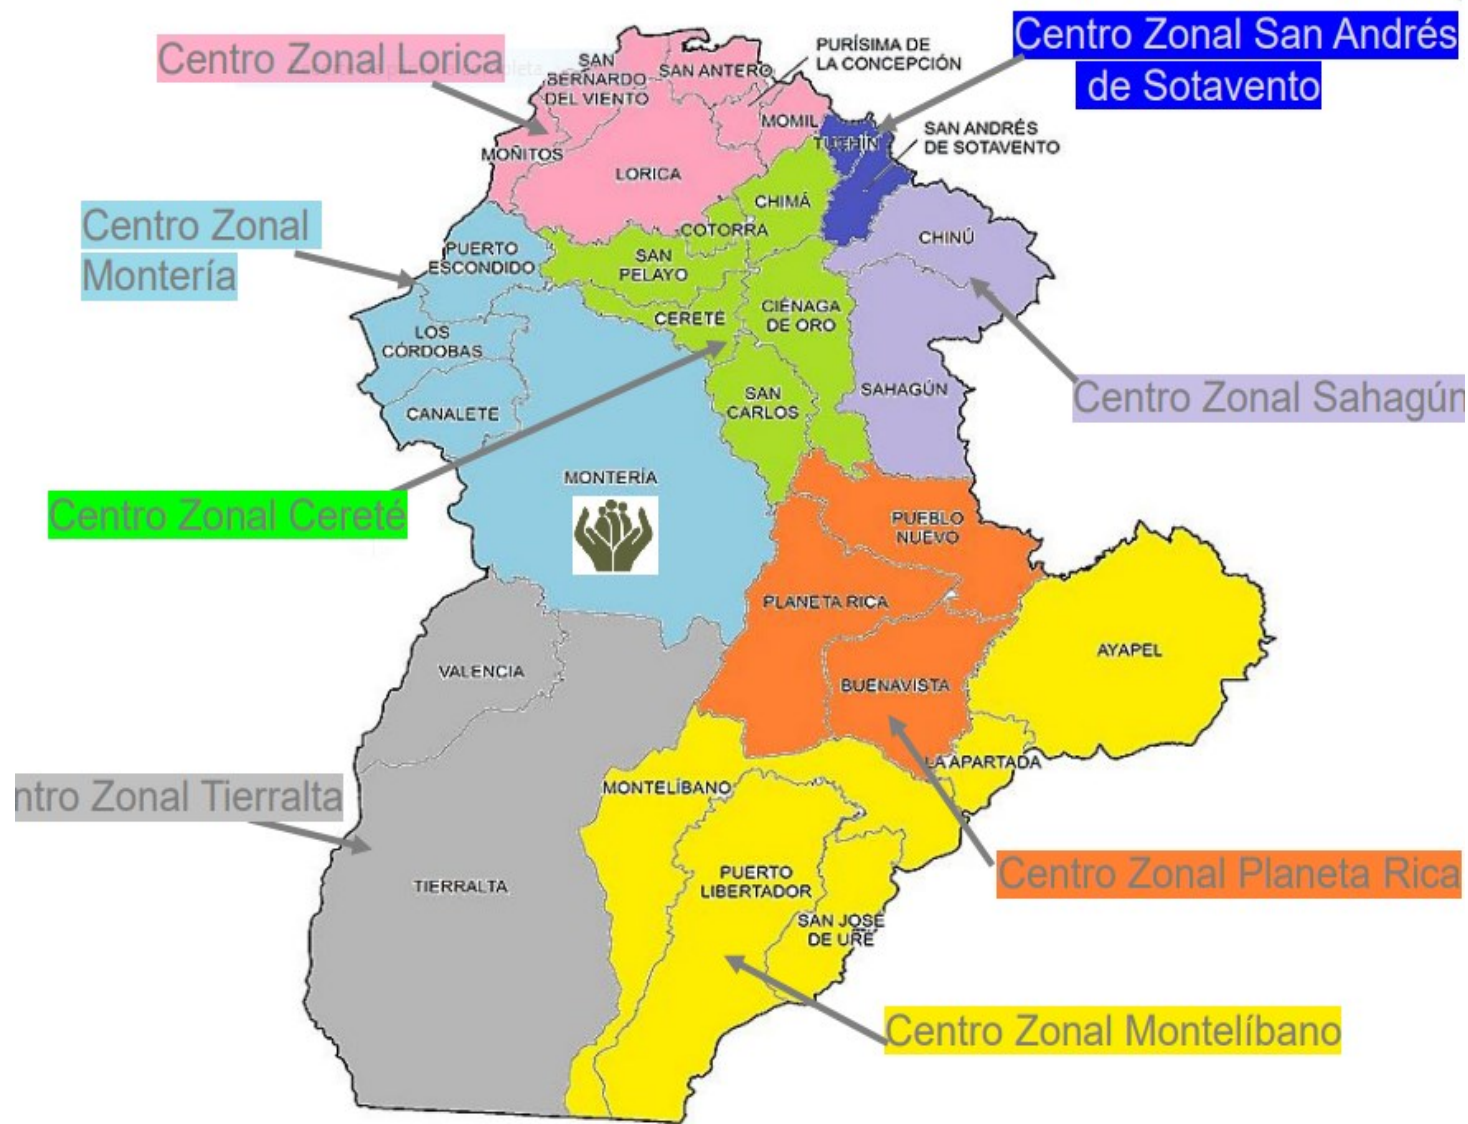 Centro Zonal Lorica
Centro Zonal San Andrés
de Sotavento
SAN
BERNARDO
DEL VIENTO
SAN ANTERO
PURÍSIMA DE
LA CONCEPCIÓN
MOMIL
TUCHÍN
SAN ANDRÉS
DE SOTAVENTO
MOÑITOS
LORICA
CHIMÁ
COTORRA
CHINÚ
Centro Zonal
Montería
PUERTO
ESCONDIDO
SAN
PELAYO
CERETÉ
CIÉNAGA
DE ORO
LOS
CÓRDOBAS
CANALETE
SAN
CARLOS
SAHAGÚN
Centro Zonal Sahagún
MONTERÍA
Centro Zonal Cereté
PUEBLO
NUEVO
PLANETA RICA
AYAPEL
VALENCIA
BUENAVISTA
LA APARTADA
MONTELÍBANO
ntro Zonal Tierralta
TIERRALTA
PUERTO
LIBERTADOR
SAN JOSÉ
DE URÉ
Centro Zonal Planeta Rica
Centro Zonal Montelíbano